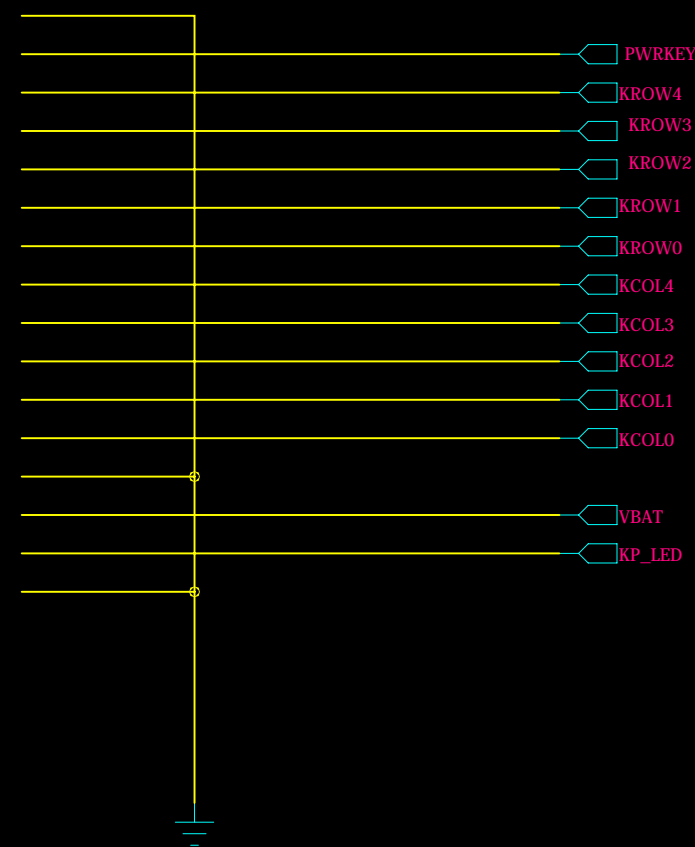 PWRKEY
KROW4
KROW3
KROW2
KROW1
KROW0
KCOL4
KCOL3
KCOL2
KCOL1
KCOL0
VBAT
KP_LED